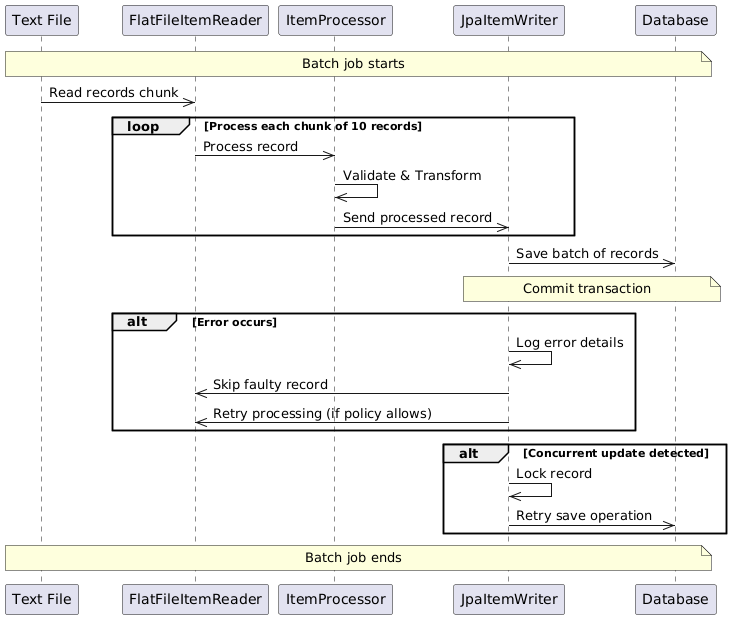 Text File
FlatFileItemReader
ItemProcessor
JpaItemWriter
Database
Batch job starts
Read records chunk
loop
[Process each chunk of 10 records]
Process record
Validate & Transform
Send processed record
Save batch of records
Commit transaction
alt
[Error occurs]
Log error details
Skip faulty record
Retry processing (if policy allows)
alt
[Concurrent update detected]
Lock record
Retry save operation
Batch job ends
Text File
FlatFileItemReader
ItemProcessor
JpaItemWriter
Database